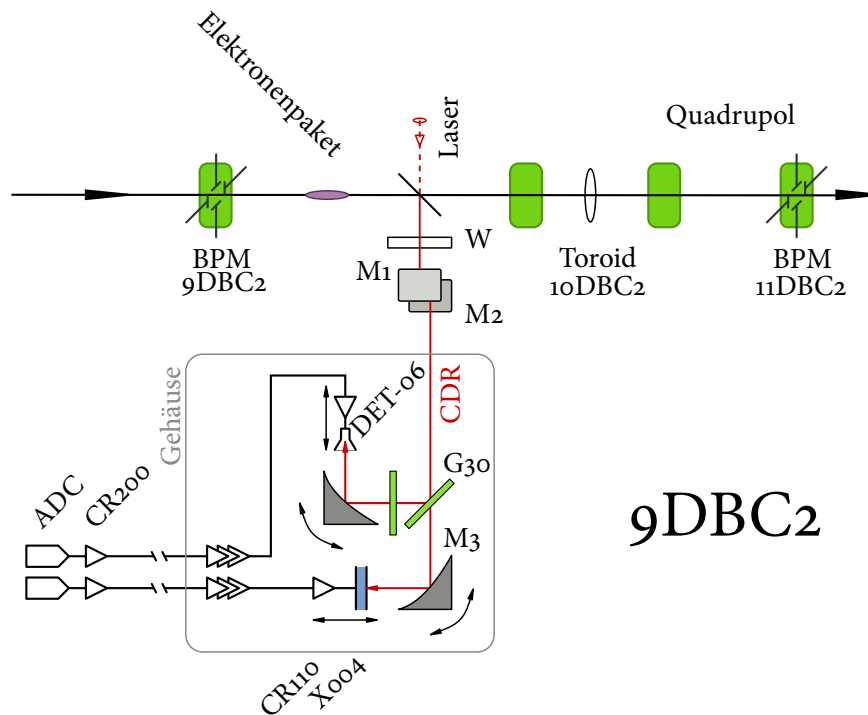 Elektronenpaket
Laser
Quadrupol
BPM
9DBC2
W
Toroid
10DBC2
BPM
11DBC2
M1
M2
Gehäuse
DET-06
CDR
G30
ADC
CR200
M3
9DBC2
CR110
X004